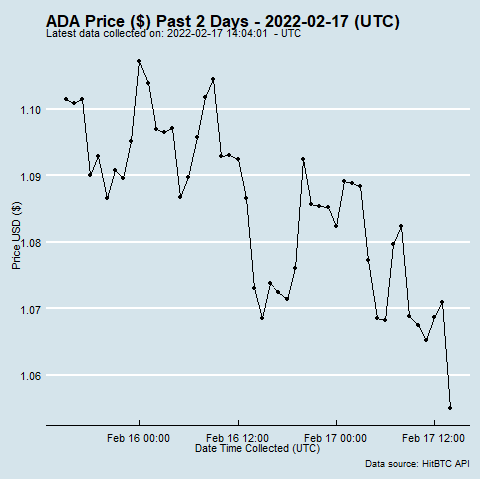 ADA Price ($) Past 2 Days - 2022-02-17 (UTC)
Latest data collected on: 2022-02-17 14:04:01  - UTC
1.10
1.09
1.08
1.07
1.06
Price USD ($)
Feb 16 00:00
Feb 16 12:00
Feb 17 00:00
Feb 17 12:00
Date Time Collected (UTC)
Data source: HitBTC API